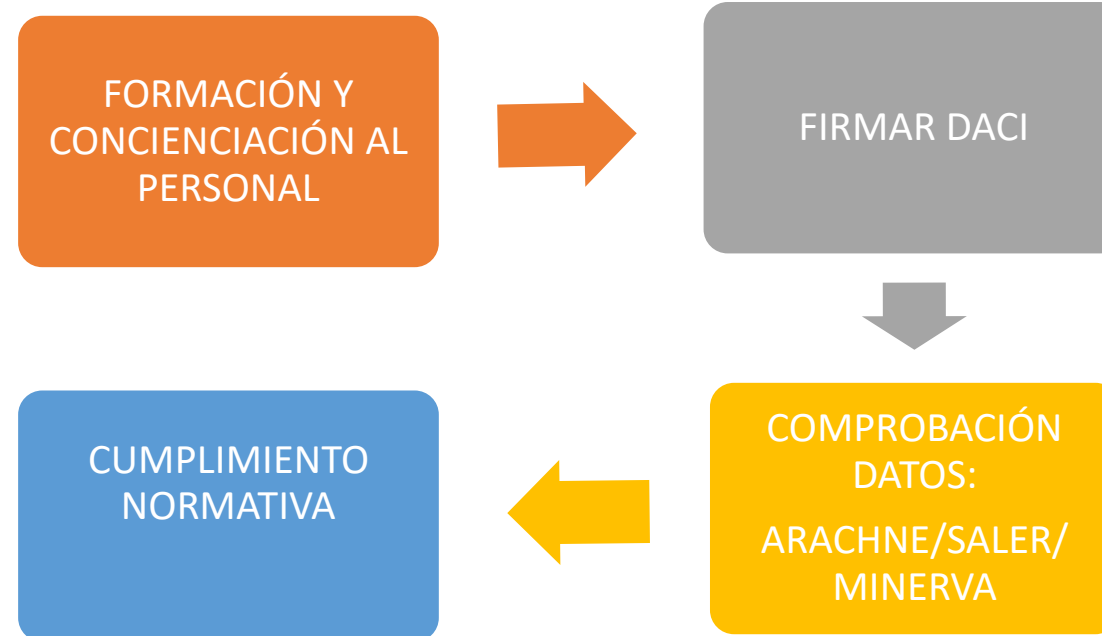 FORMACIÓN Y
CONCIENCIACIÓN AL
PERSONAL
FIRMAR DACI
COMPROBACIÓN
DATOS:
ARACHNE/SALER/
MINERVA
CUMPLIMIENTO
NORMATIVA